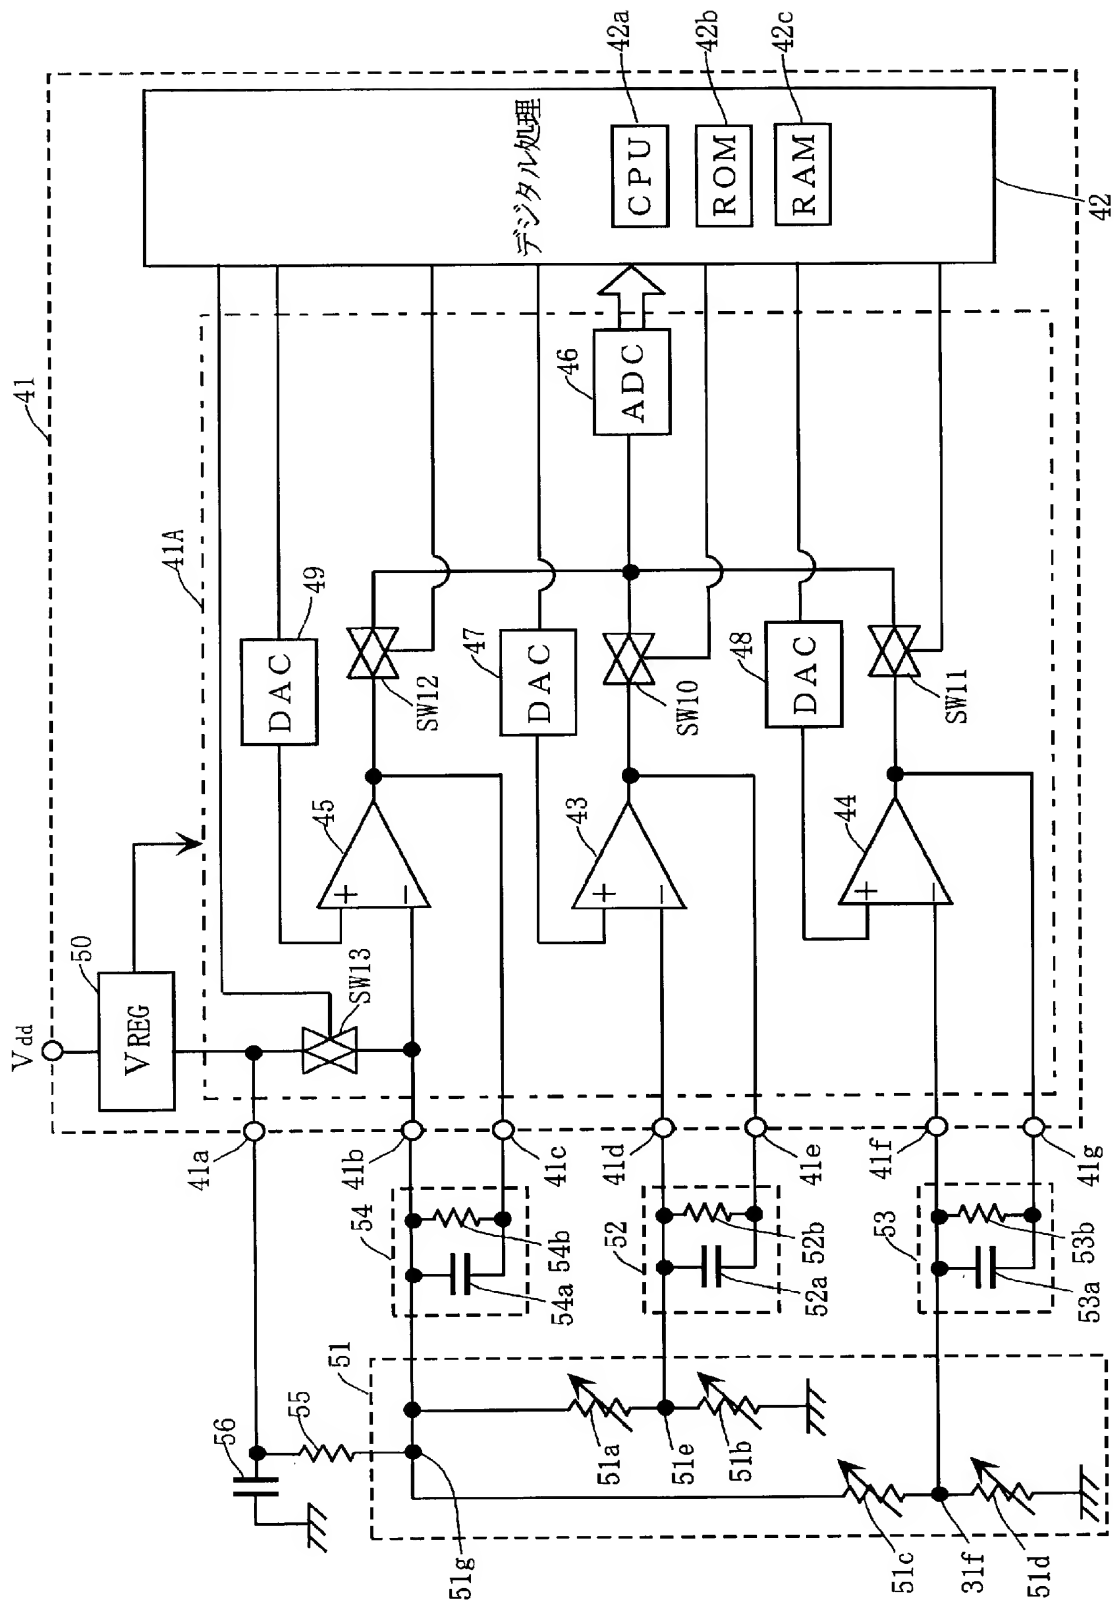 41
41A
42
デジタル処理
CPU
42a
ROM
42b
RAM
42c
Vdd
50
VREG
SW13
DAC
49
45
+
−
SW12
DAC
47
43
+
−
SW10
ADC
46
DAC
48
44
+
−
SW11
41a
41b
41c
41d
41e
41f
41g
54
54a
54b
52
52a
52b
53
53a
53b
56
55
51
51g
51a
51e
51b
51c
31f
51d